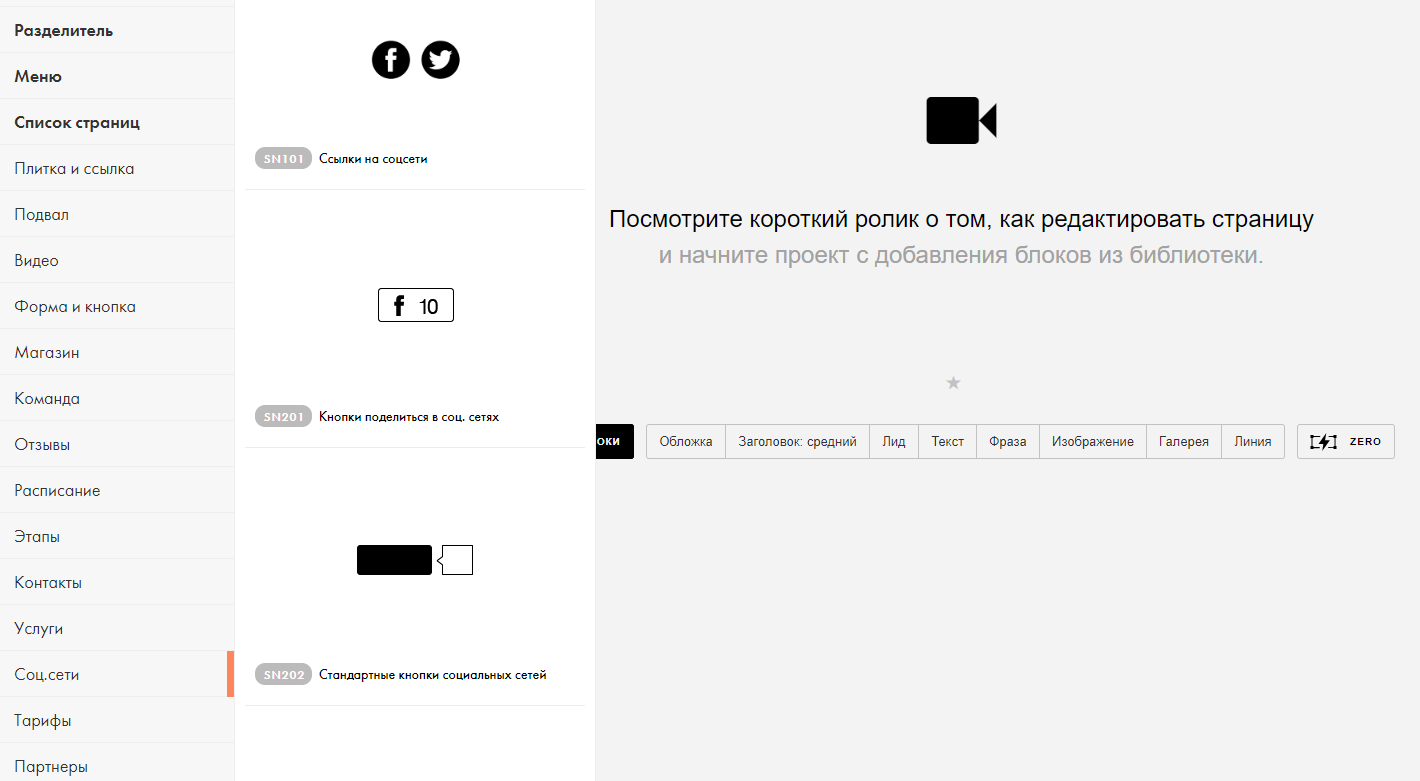 Разделитель
Меню
Список страниц
Плитка и ссылка
Подвал
Видео
Форма и кнопка
Магазин
Команда
Отзывы
Расписание
Этапы
Контакты
Услуги
Соц.сети
Тарифы
Партнеры
SN101 Ссылки на соцсети
10
SN201 Кнопки поделиться в соц. сетях
SN202 Стандартные кнопки социальных сетей
Посмотрите короткий ролик о том, как редактировать страницу
и начните проект с добавления блоков из библиотеки.
ОКИ Обложка Заголовок: средний Лид Текст Фраза Изображение Галерея Линия ZERO